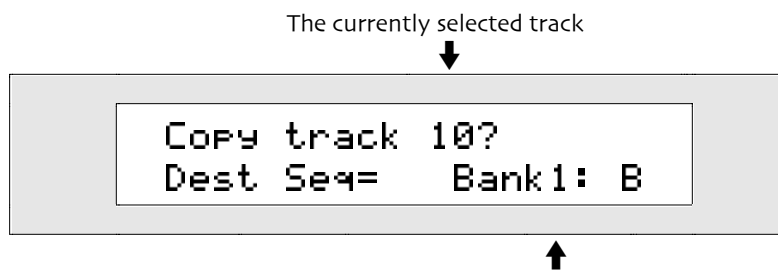 The currently selected track
Copy track 10?
Dest Seq= Bank1: B